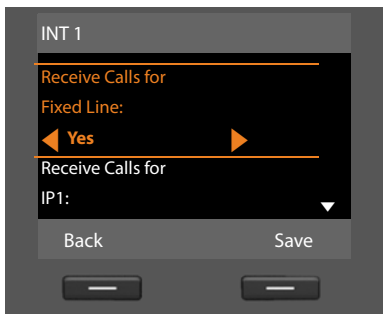 INT 1
Receive Calls for
Fixed Line:
Yes
Receive Calls for
IP1:
Back Save